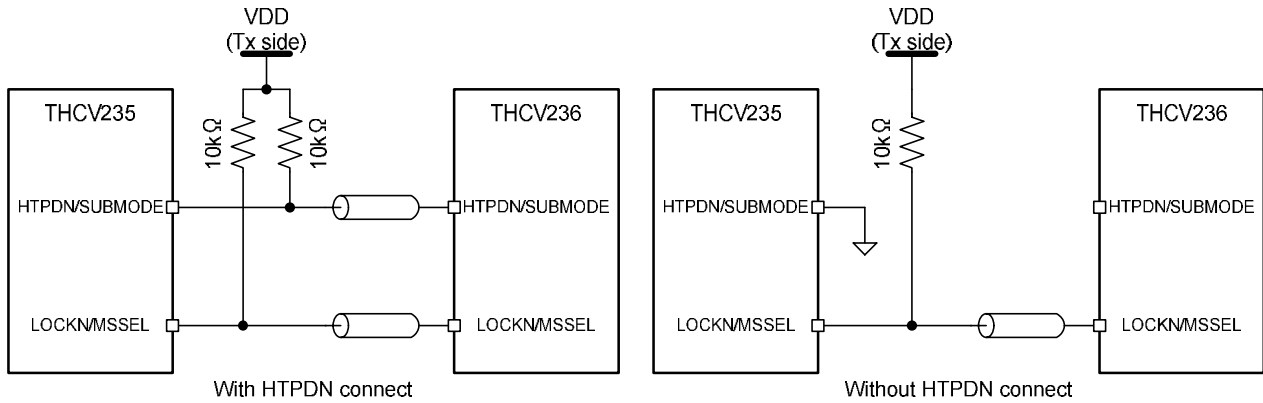 VDD
(Tx side)
THCV235
10kΩ
10kΩ
THCV236
HTPDN/SUBMODE
HTPDN/SUBMODE
LOCKN/MSSEL
LOCKN/MSSEL
With HTPDN connect
VDD
(Tx side)
THCV235
10kΩ
THCV236
HTPDN/SUBMODE
HTPDN/SUBMODE
LOCKN/MSSEL
LOCKN/MSSEL
Without HTPDN connect